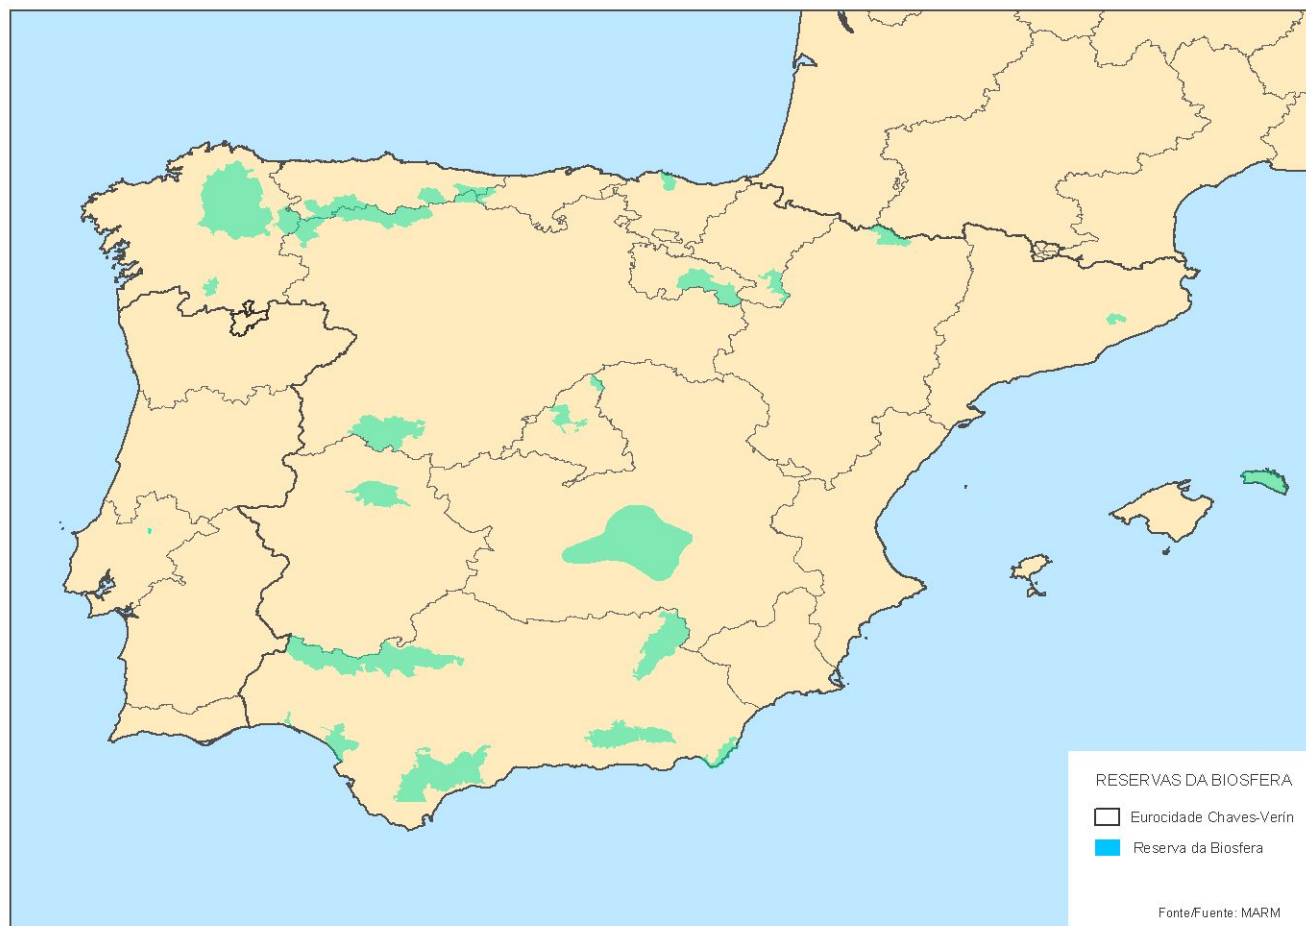 RESERVAS DA BIOSFERA
Eurocidade Chaves-Verín
Reserva da Biosfera
Fonte/Fuente: MARM